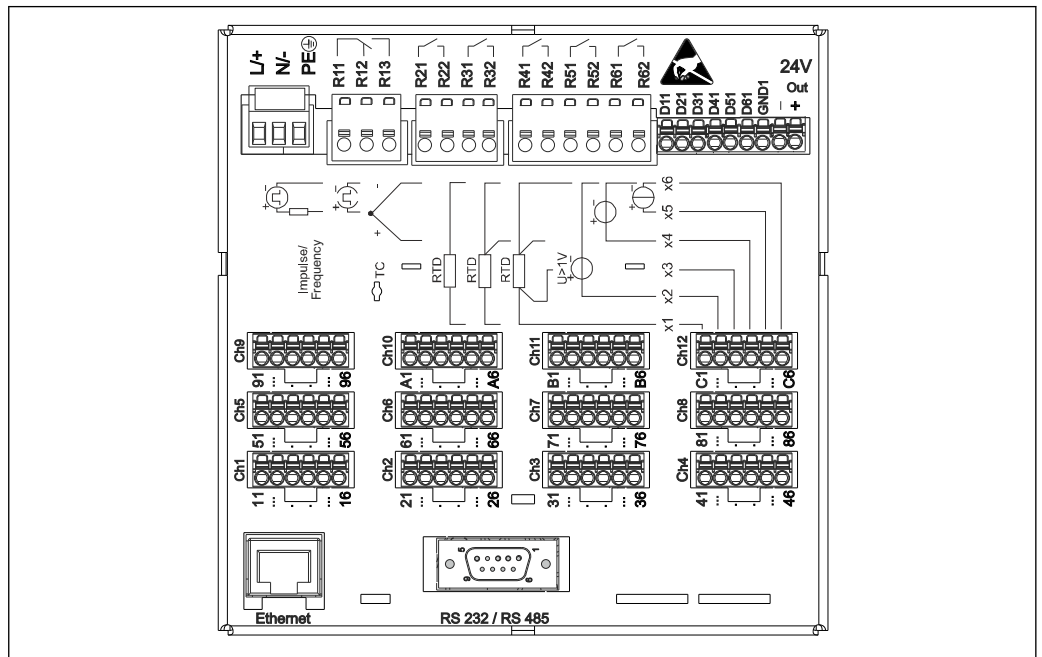 L/+ N/- PE R11 R12 R13 R21 R22 R31 R32 R41 R42 R51 R52 R61 R62
24V
Out
D11 D21 D31 D41 D51 D61 GND1 - +
- + - + - + - + - + - +
x6
x5
x4
x3
x2
x1
Impulse/
Frequency
TC
RTD RTD RTD U>1V
Ch9 Ch10 Ch11 Ch12
91 96 A1 A6 B1 B6 C1 C6
Ch5 Ch6 Ch7 Ch8
51 56 61 66 71 76 81 86
Ch1 Ch2 Ch3 Ch4
11 16 21 26 31 36 41 46
5 1
9 6
Ethernet
RS 232 / RS 485